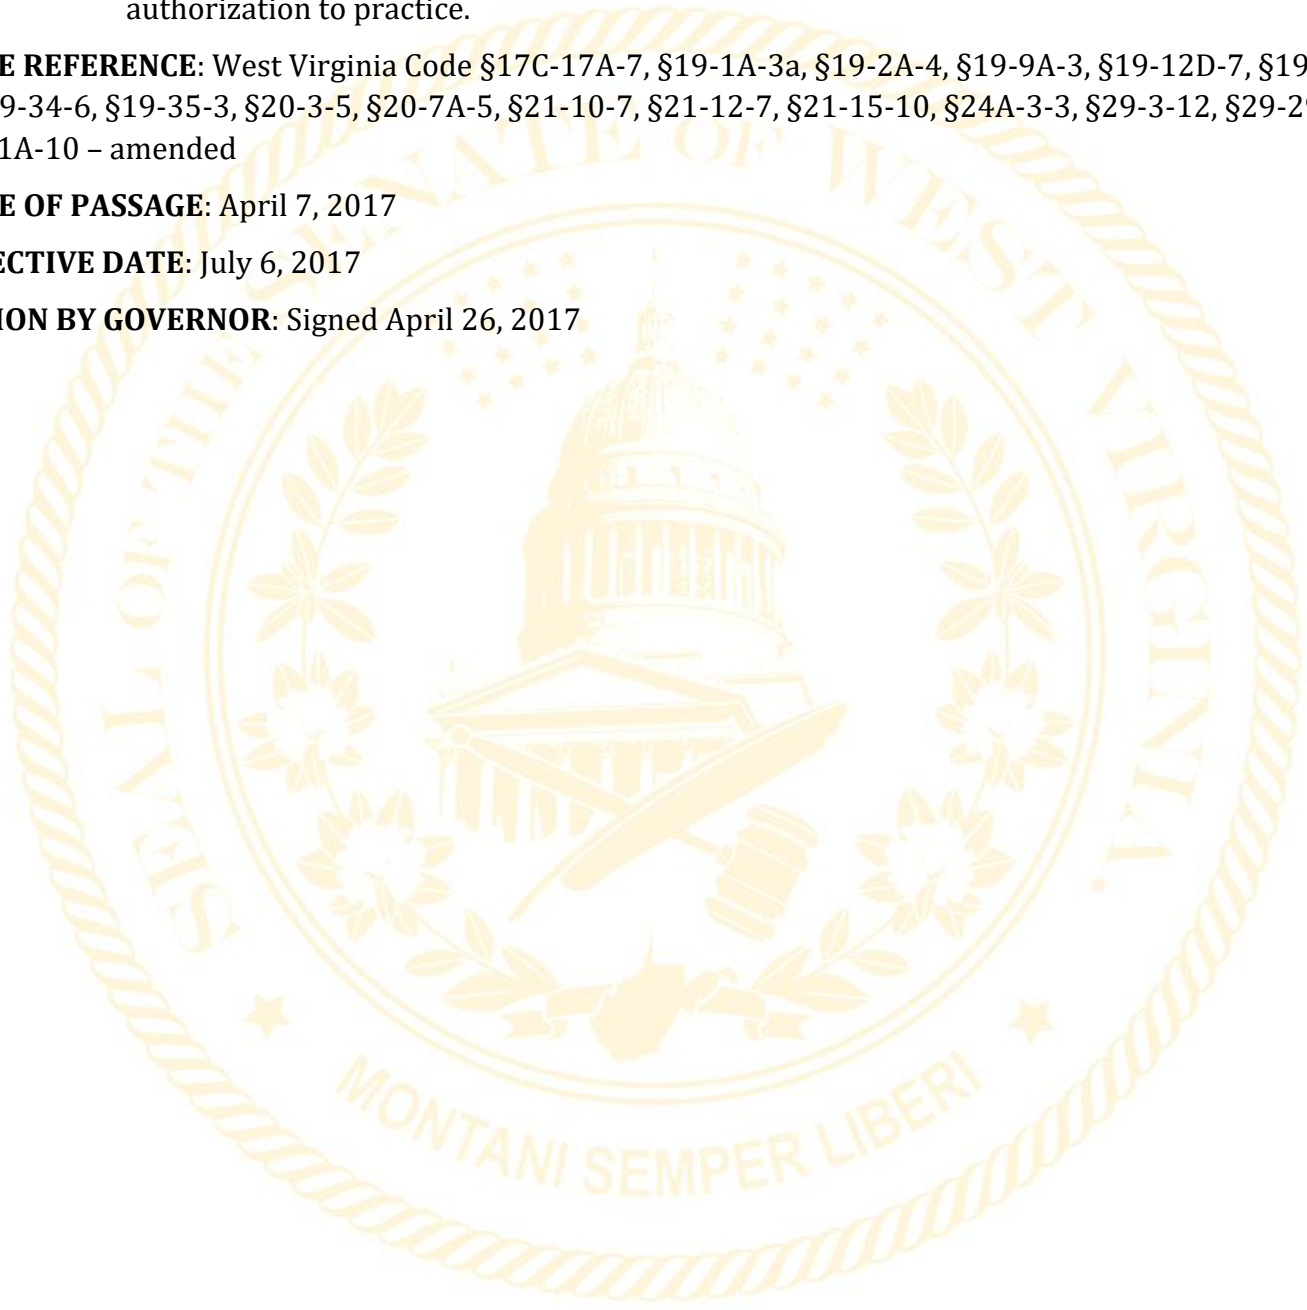 authorization to practice.
E REFERENCE: West Virginia Code §17C-17A-7, §19-1A-3a, §19-2A-4, §19-9A-3, §19-12D-7, §19
9-34-6, §19-35-3, §20-3-5, §20-7A-5, §21-10-7, §21-12-7, §21-15-10, §24A-3-3, §29-3-12, §29-2
1A-10 – amended
E OF PASSAGE: April 7, 2017
ECTIVE DATE: July 6, 2017
ION BY GOVERNOR: Signed April 26, 2017
SEAL OF THE SENATE OF WEST VIRGINIA
MONTANI SEMPER LIBERI